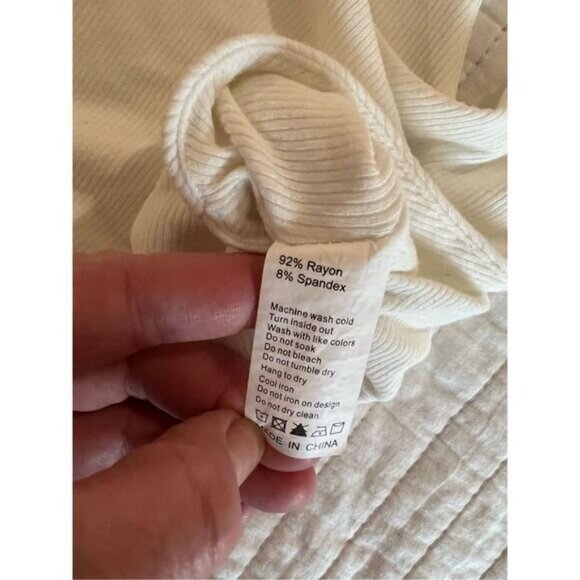 92% Rayon
8% Spandex
Machine wash cold
Turn inside out
Wash with like colors
Do not soak
Do not bleach
Do not tumble dry
Hang to dry
Cool iron
Do not iron on design
Do not dry clean
MADE IN CHINA